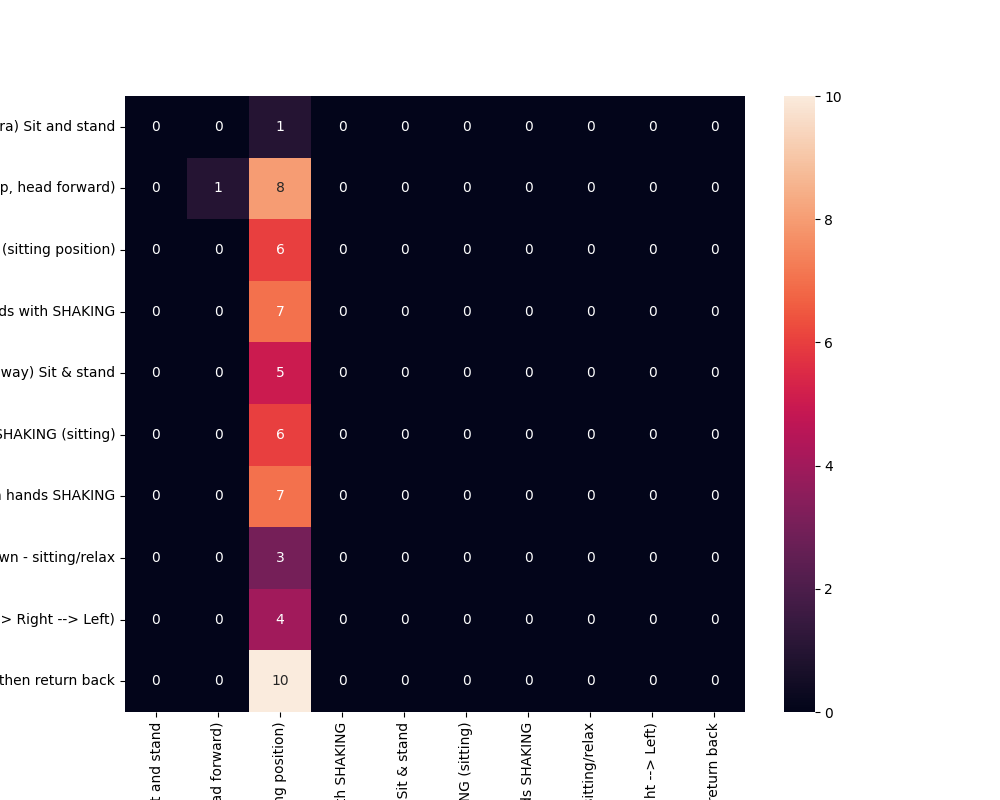 10
ra) Sit and stand 0 0 1 0 0 0 0 0 0 0
p, head forward) 0 1 8 0 0 0 0 0 0 0
8
(sitting position) 0 0 6 0 0 0 0 0 0 0
ds with SHAKING 0 0 7 0 0 0 0 0 0 0
6
way) Sit & stand 0 0 5 0 0 0 0 0 0 0
SHAKING (sitting) 0 0 6 0 0 0 0 0 0 0
4
hands SHAKING 0 0 7 0 0 0 0 0 0 0
wn - sitting/relax 0 0 3 0 0 0 0 0 0 0
2
> Right --> Left) 0 0 4 0 0 0 0 0 0 0
then return back 0 0 10 0 0 0 0 0 0 0
0
t and stand
ad forward)
ng position)
th SHAKING
Sit & stand
NG (sitting)
ds SHAKING
sitting/relax
ht --> Left)
return back